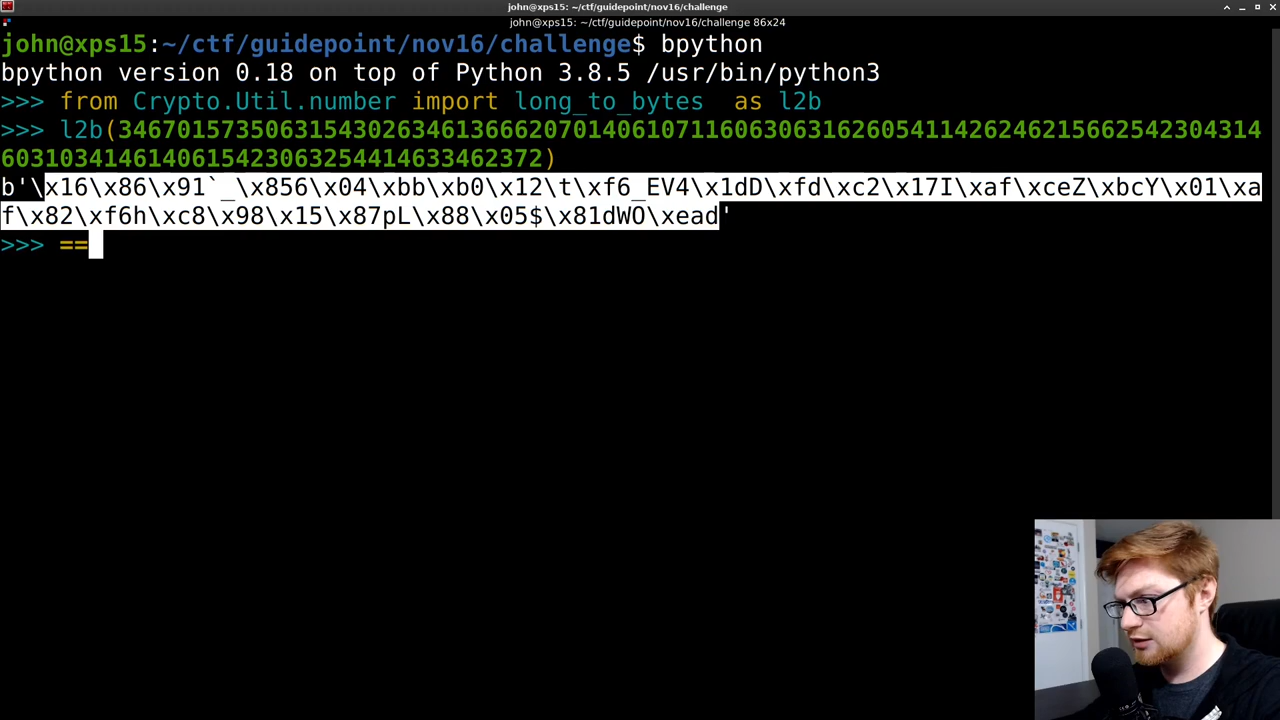 john@xps15: ~/ctf/guidepoint/nov16/challenge
john@xps15: ~/ctf/guidepoint/nov16/challenge 86x24
john@xps15:~/ctf/guidepoint/nov16/challenge$ bpython
bpython version 0.18 on top of Python 3.8.5 /usr/bin/python3
>>> from Crypto.Util.number import long_to_bytes  as l2b
>>> l2b(346701573506315430263461366620701406107116063063162605411426246215662542304314
6031034146140615423063254414633462372)
b'\x16\x86\x91`_\x856\x04\xbb\xb0\x12\t\xf6_EV4\x1dD\xfd\xc2\x17I\xaf\xceZ\xbcY\x01\xa
f\x82\xf6h\xc8\x98\x15\x87pL\x88\x05$\x81dWO\xead'
>>> ==